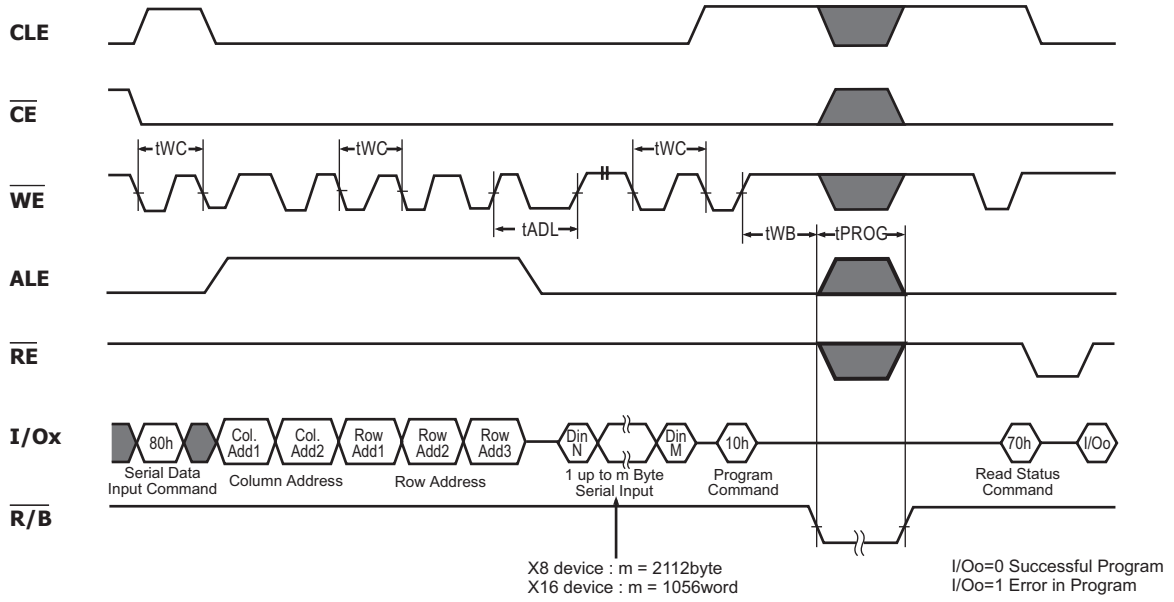 CLE
CE
tWC
tWC
tWC
WE
tADL
tWB
tPROG
ALE
RE
I/Ox
80h
Col.
Add1
Col.
Add2
Row
Add1
Row
Add2
Row
Add3
Din
N
Din
M
10h
70h
I/Oo
Serial Data
Input Command
Column Address
Row Address
1 up to m Byte
Serial Input
Program
Command
Read Status
Command
R/B
X8 device : m = 2112byte
X16 device : m = 1056word
I/Oo=0 Successful Program
I/Oo=1 Error in Program